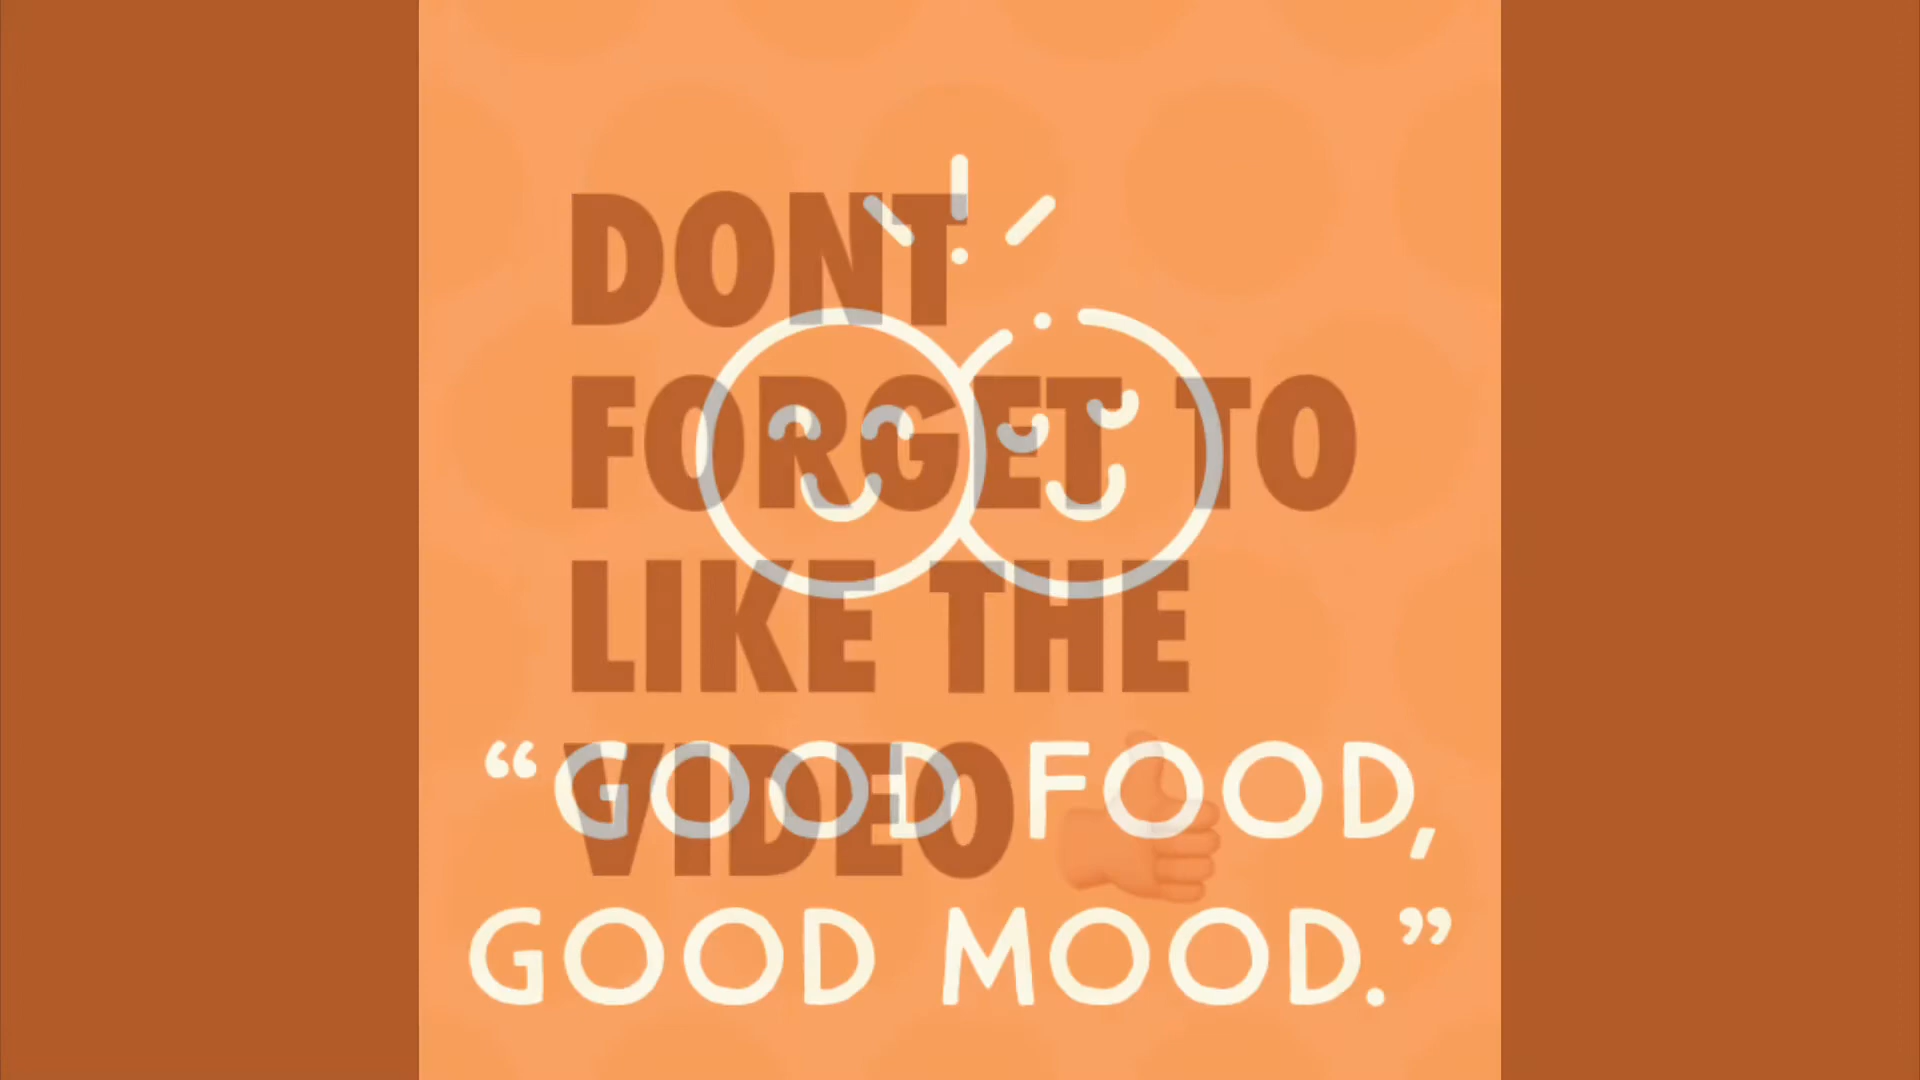 DONT
FORGET TO
LIKE THE
VIDEO
“GOOD FOOD,
GOOD MOOD.”